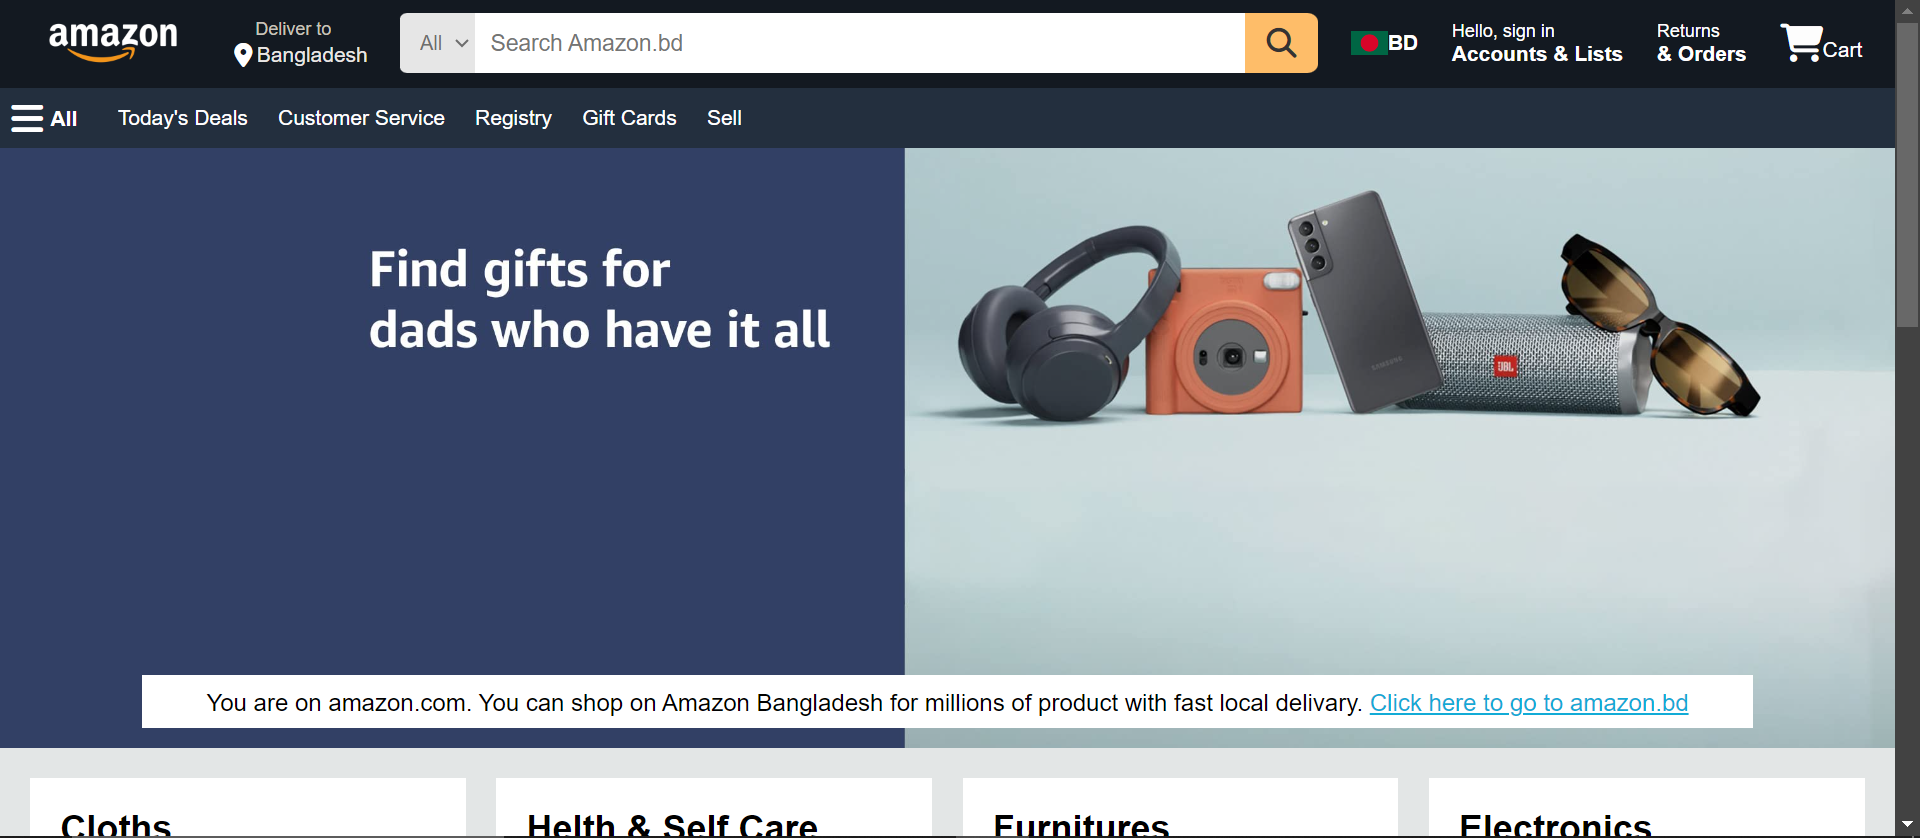 amazon
Deliver to
Bangladesh
All
Search Amazon.bd
BD
Hello, sign in
Accounts & Lists
Returns
& Orders
Cart
All
Today's Deals
Customer Service
Registry
Gift Cards
Sell
Find gifts for
dads who have it all
SAMSUNG
JBL
You are on amazon.com. You can shop on Amazon Bangladesh for millions of product with fast local delivary. Click here to go to amazon.bd
Cloths
Helth & Self Care
Furnitures
Electronics